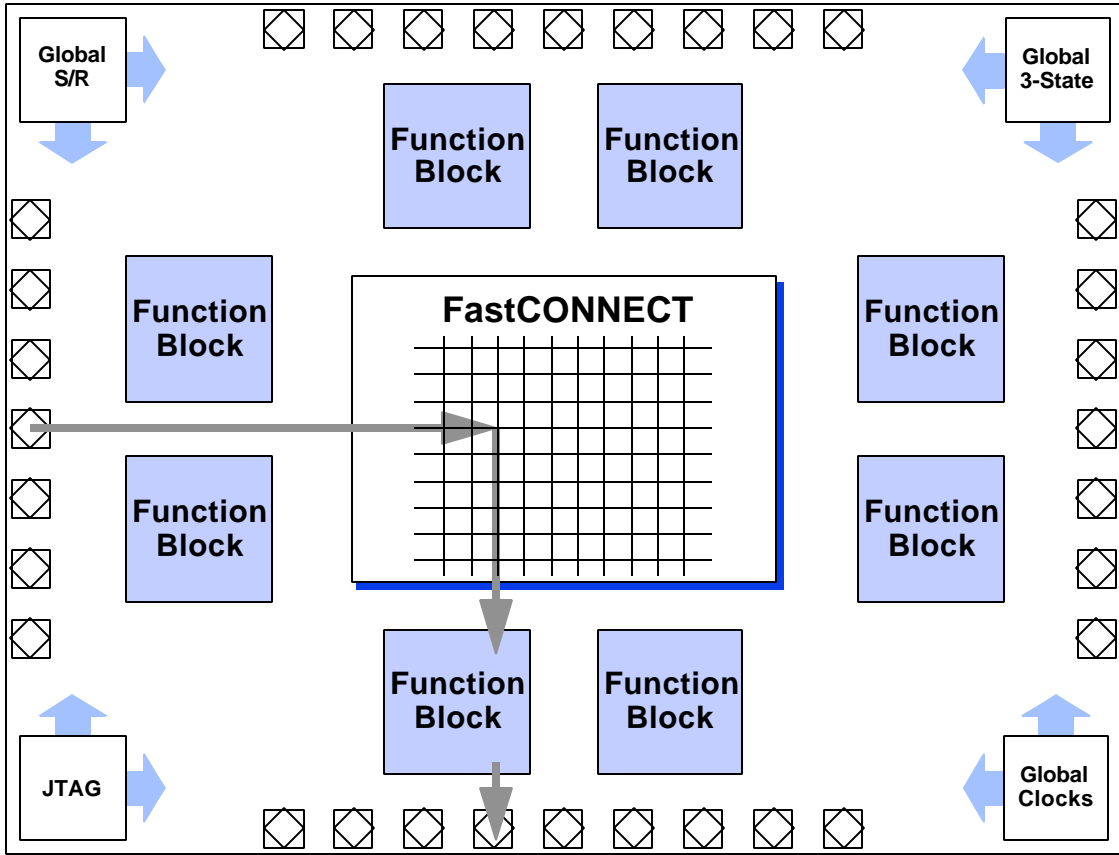 Global
S/R
Global
3-State
Function
Block
Function
Block
Function
Block
FastCONNECT
Function
Block
Function
Block
Function
Block
Function
Block
Function
Block
JTAG
Global
Clocks